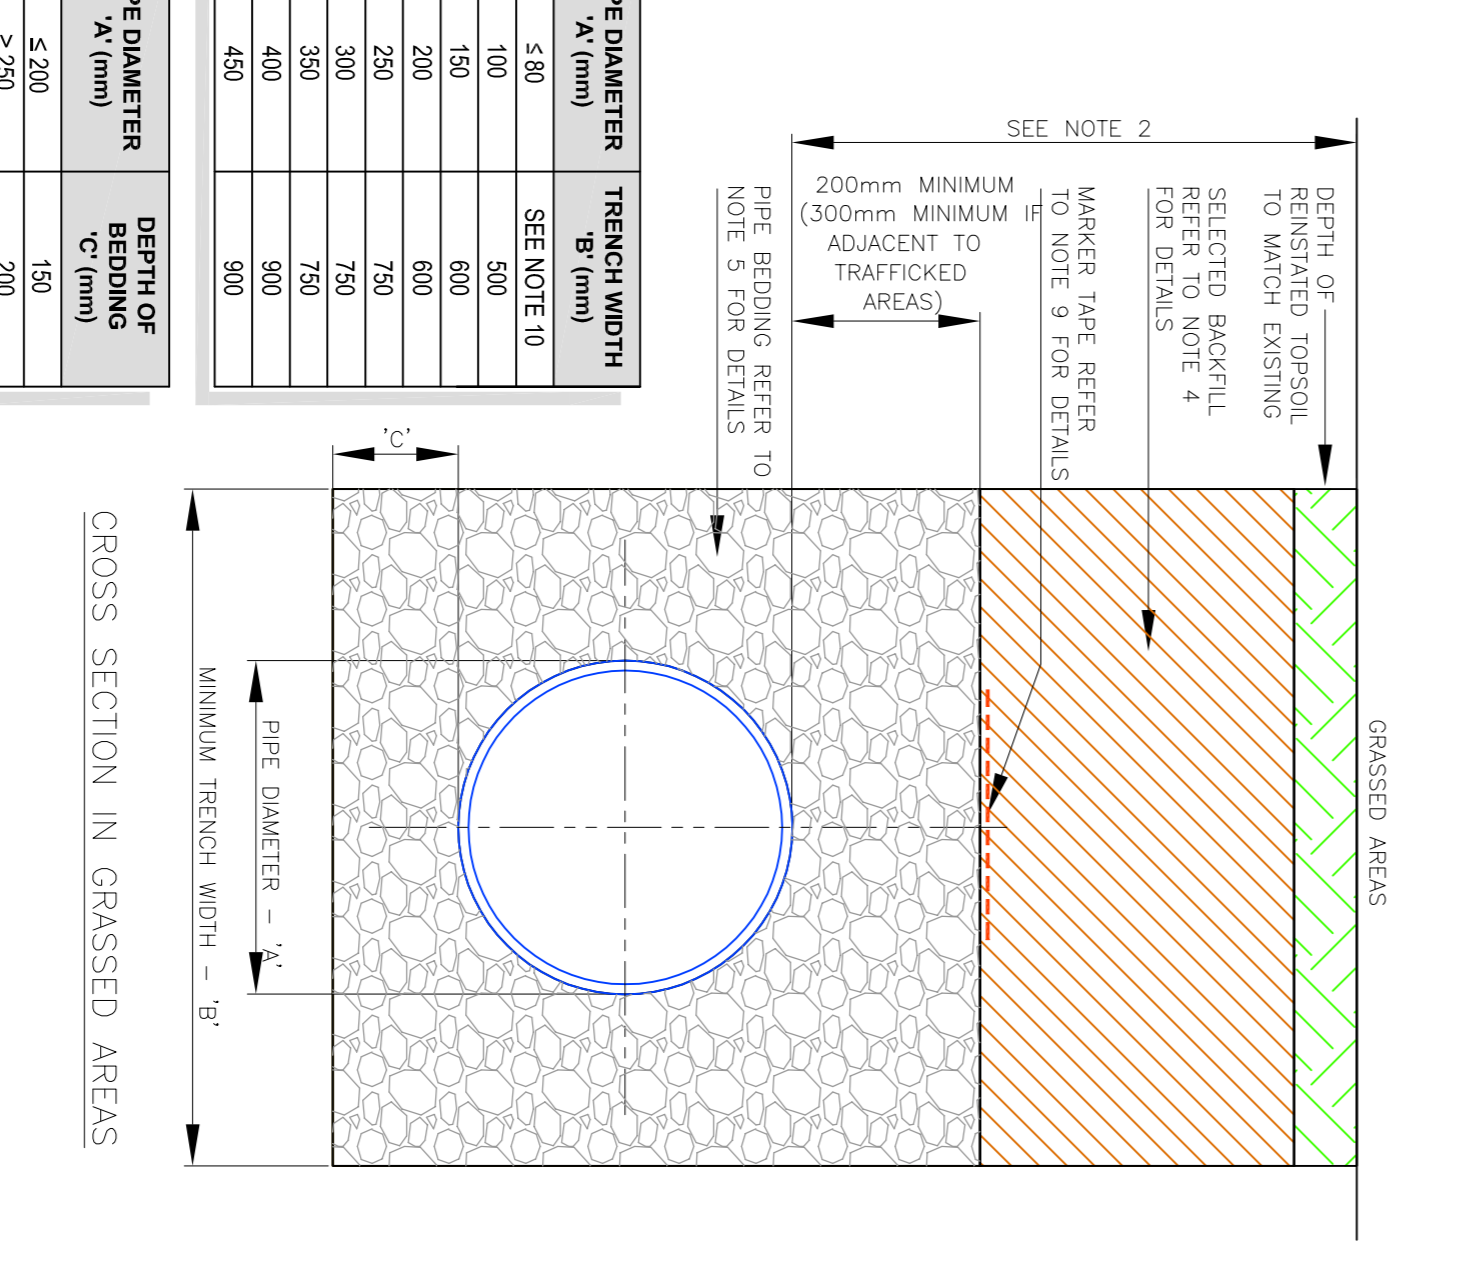 GRASSED AREAS
SEE NOTE 2
DEPTH OF
REINSTATED TOPSOIL
TO MATCH EXISTING
SELECTED BACKFILL
REFER TO NOTE 4
FOR DETAILS
MARKER TAPE REFER
TO NOTE 9 FOR DETAILS
200mm MINIMUM
(300mm MINIMUM IF
ADJACENT TO
TRAFFICKED
AREAS)
PIPE BEDDING REFER TO
NOTE 5 FOR DETAILS
'C'
PIPE DIAMETER - 'A'
MINIMUM TRENCH WIDTH - 'B'
CROSS SECTION IN GRASSED AREAS
PE DIAMETER
'A' (mm)
TRENCH WIDTH
'B' (mm)
≤ 80 SEE NOTE 10
100 500
150 600
200 600
250 750
300 750
350 750
400 900
450 900
PE DIAMETER
'A' (mm)
DEPTH OF
BEDDING
'C' (mm)
≤ 200 150
> 250 200